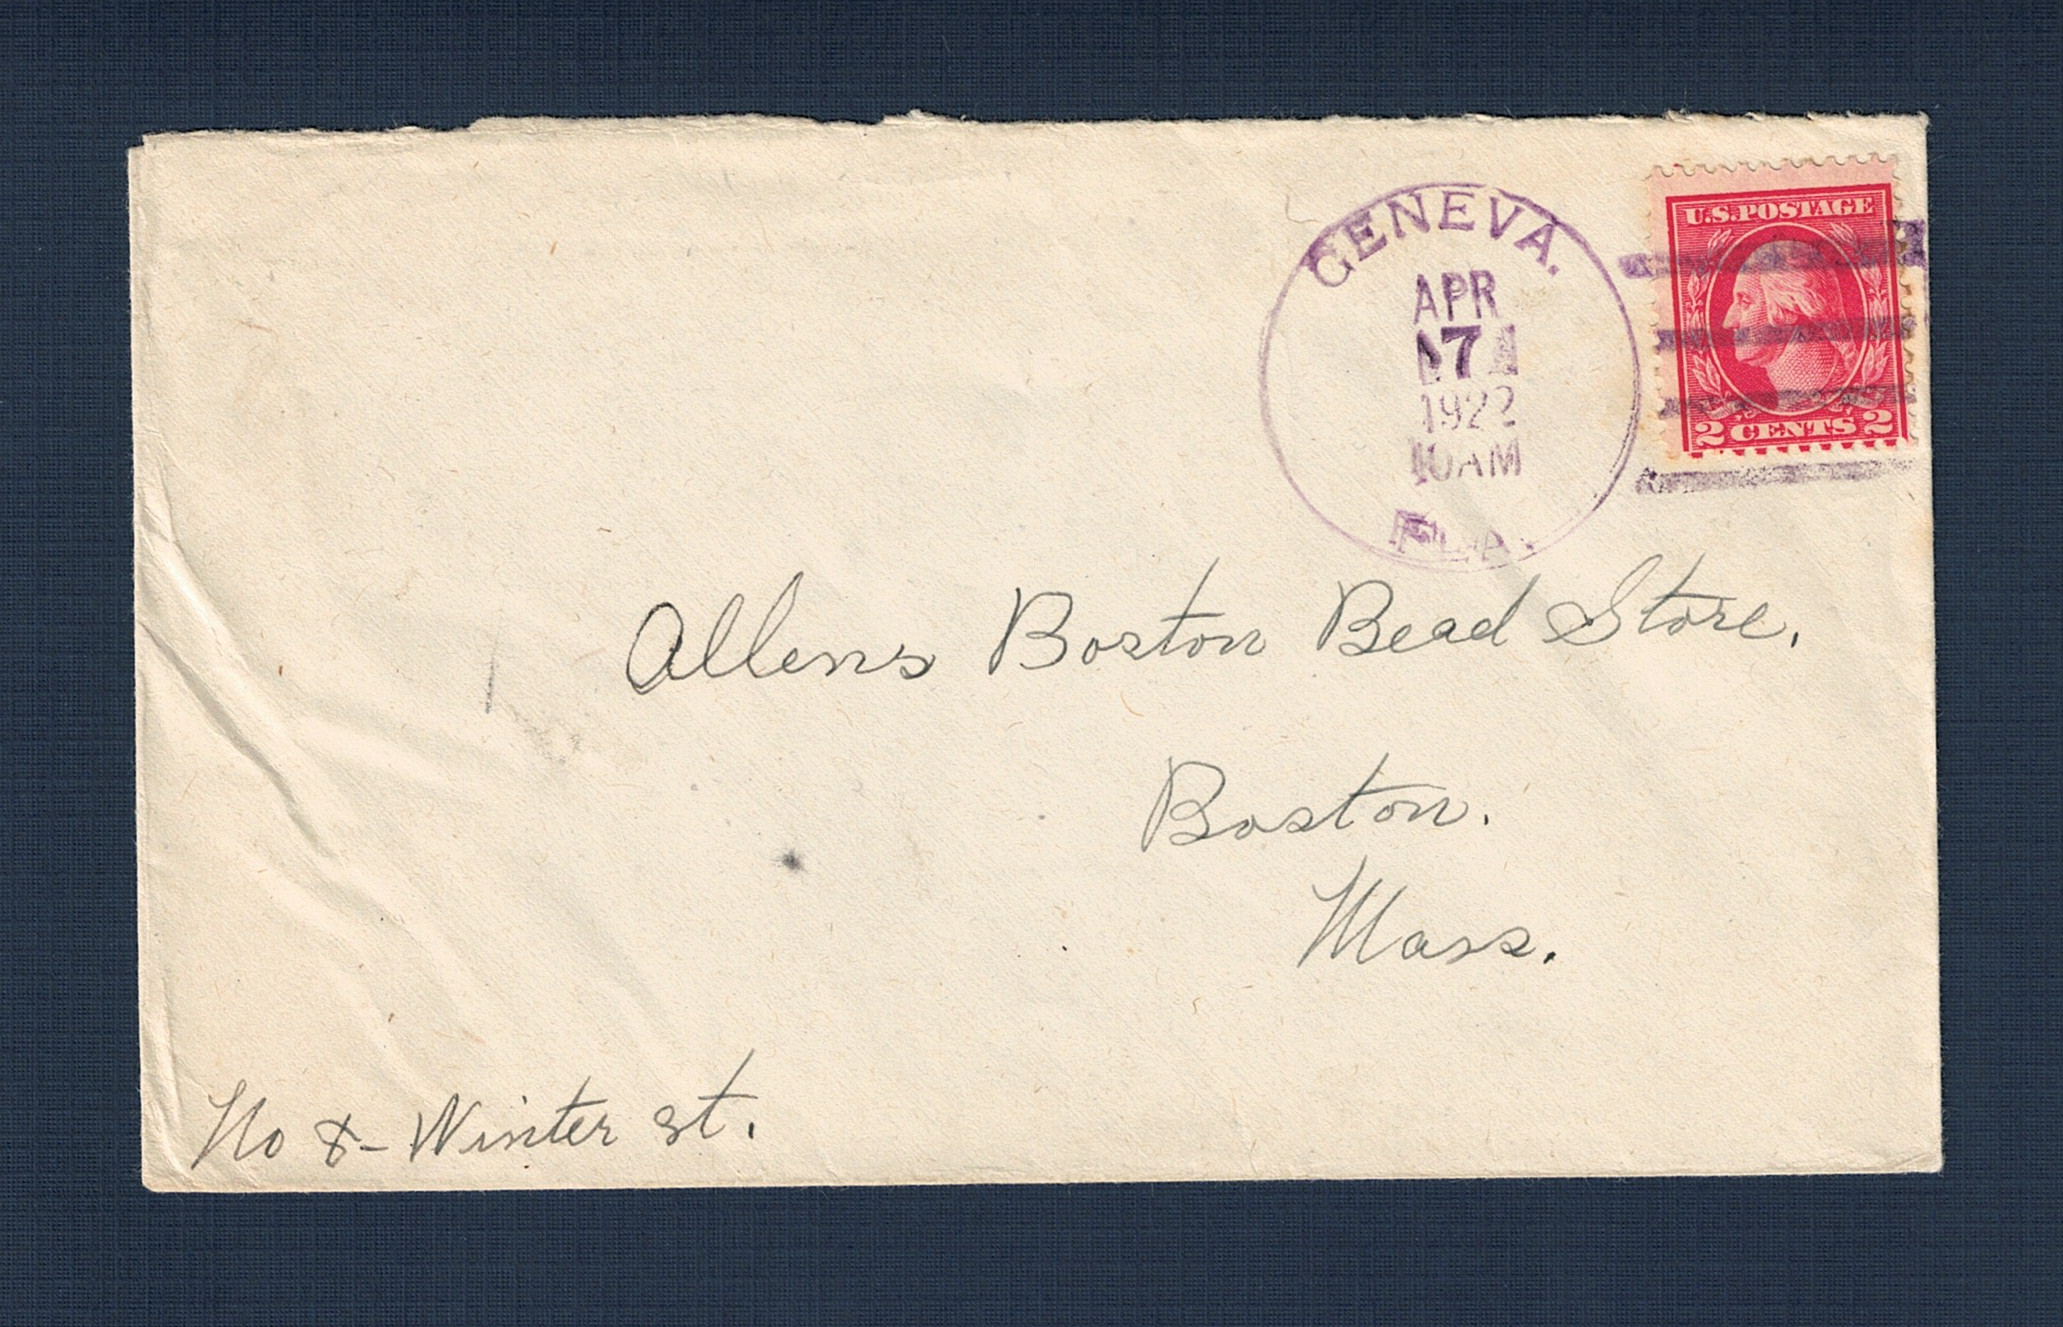 GENEVA.
APR
17
1922
10AM
FLA.
U.S. POSTAGE
2 CENTS 2
Allens Boston Bead Store.
Boston.
Mass.
No 8- Winter st.